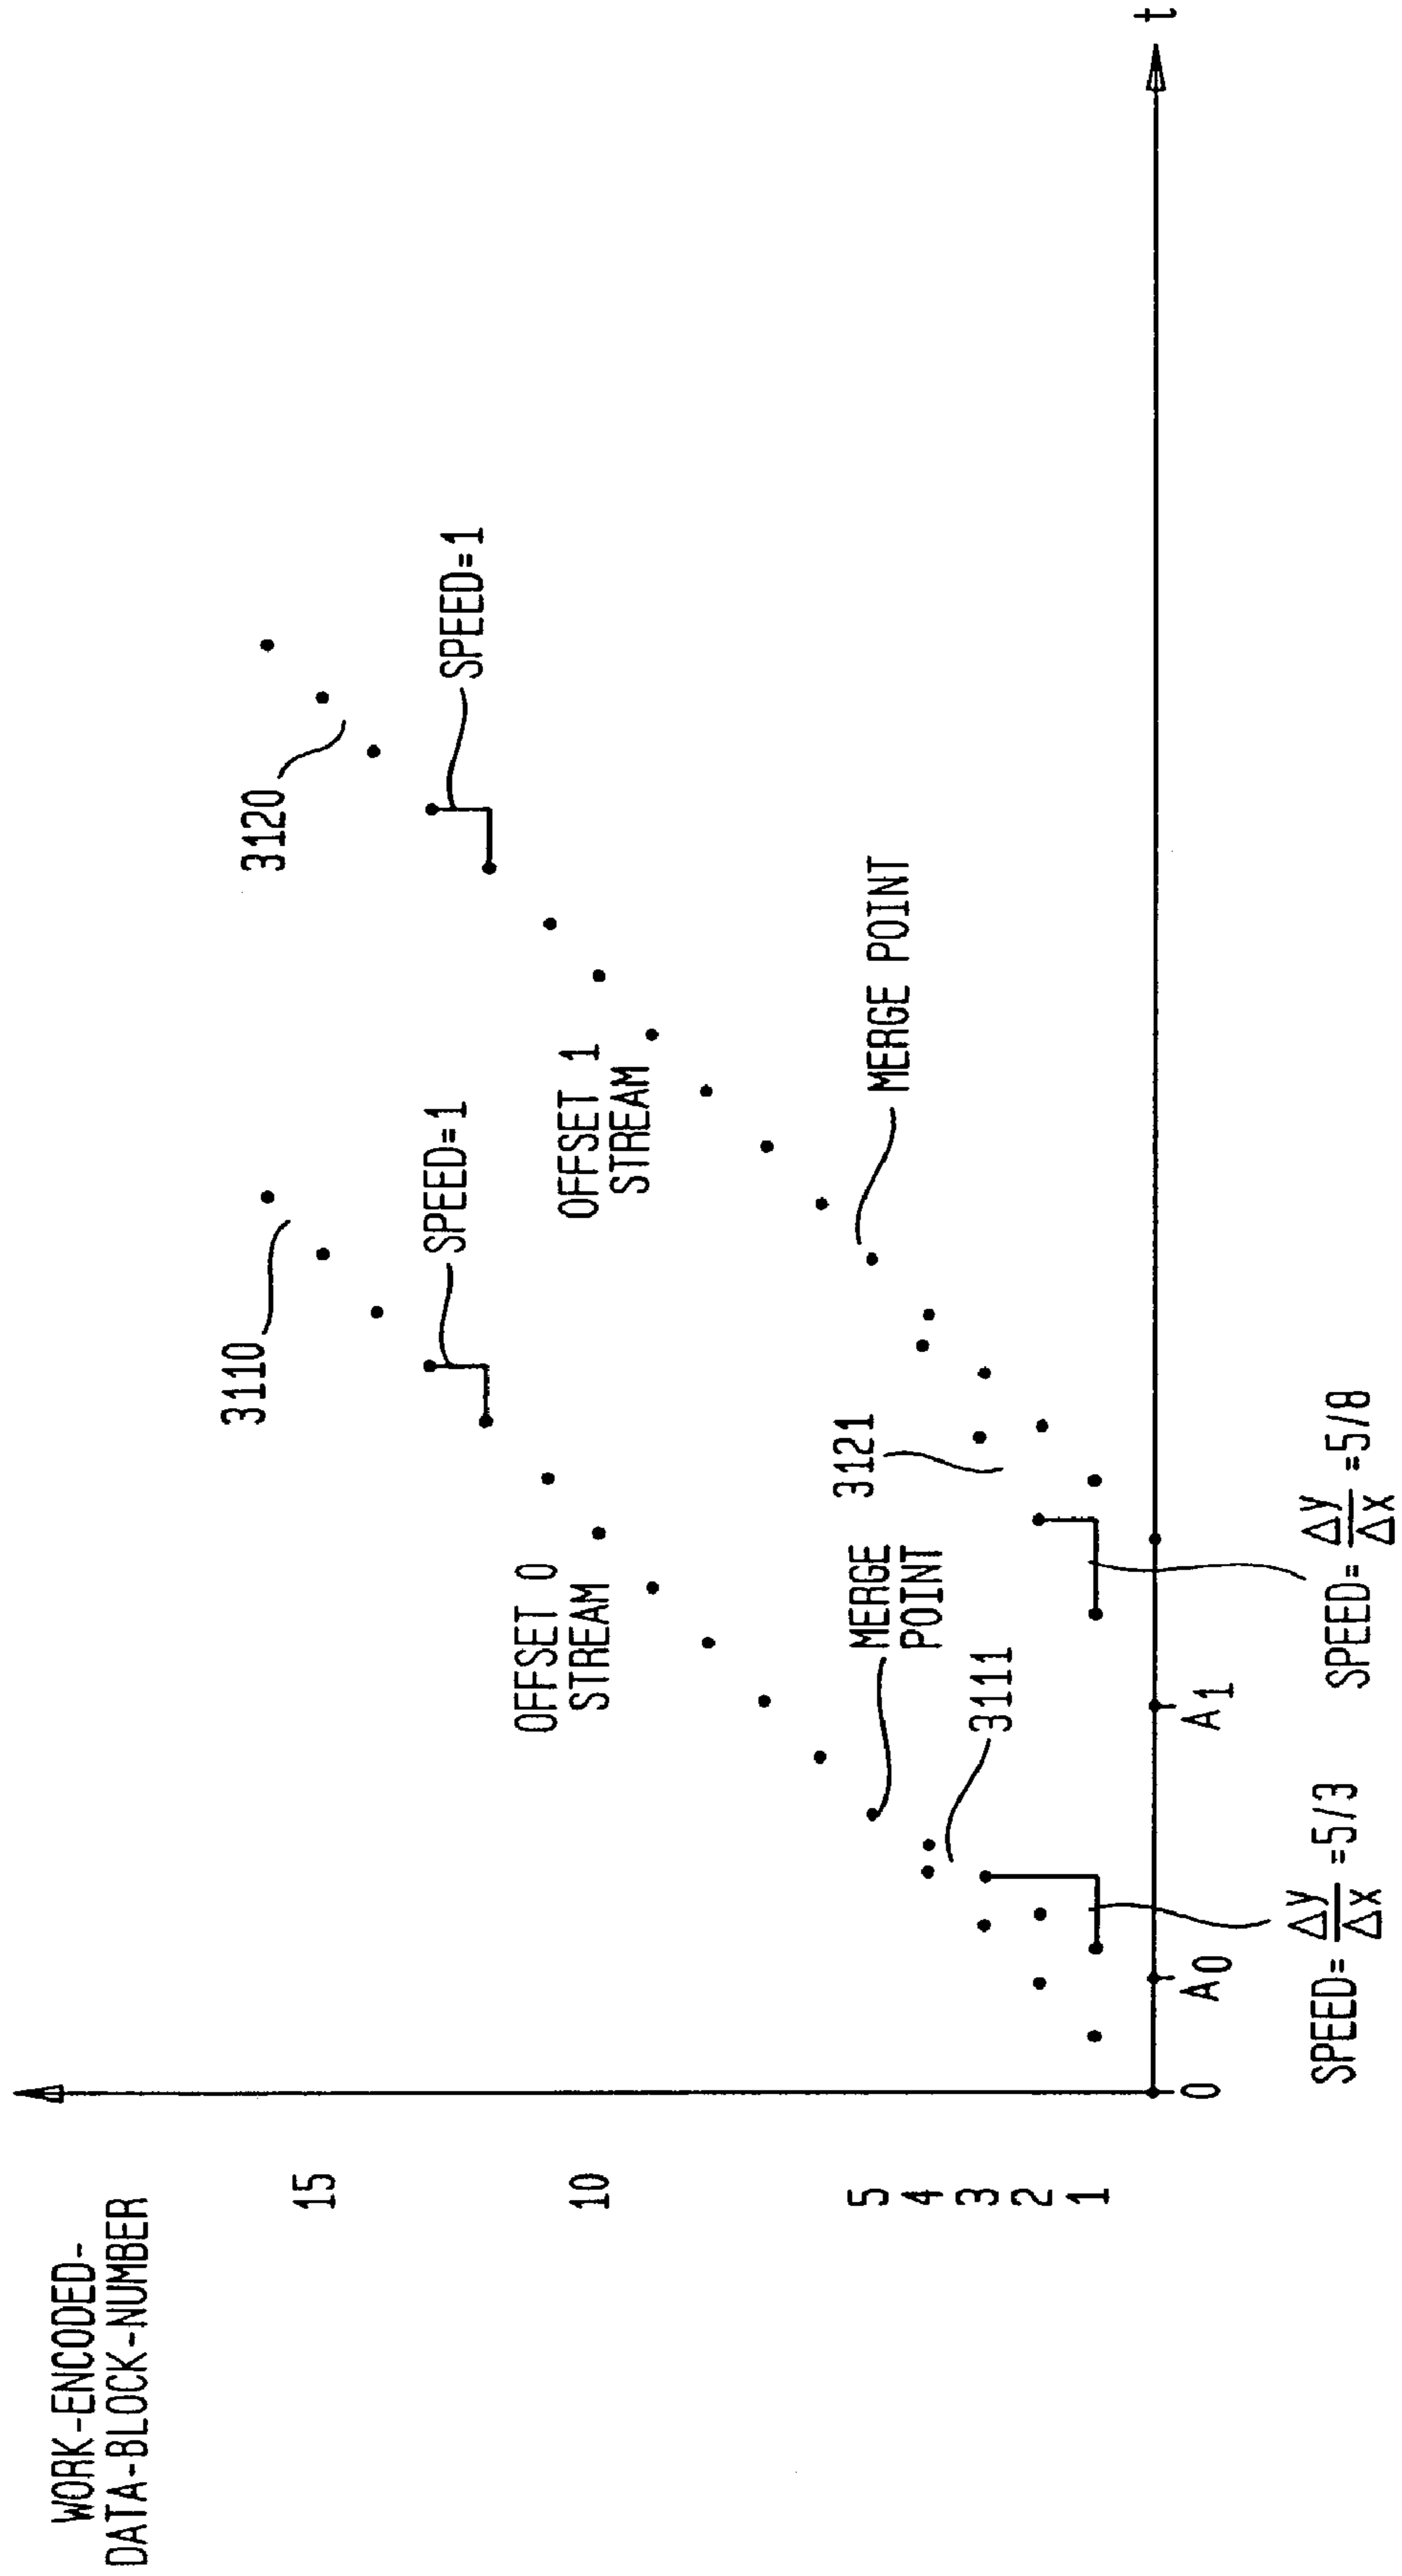 WORK-ENCODED-
DATA-BLOCK-NUMBER
15
10
5
4
3
2
1
0
3110
SPEED=1
OFFSET 0
STREAM
MERGE
POINT
3111
A0
SPEED= Δy/Δx =5/3
3120
SPEED=1
OFFSET 1
STREAM
MERGE POINT
3121
A1
SPEED= Δy/Δx =5/8
t